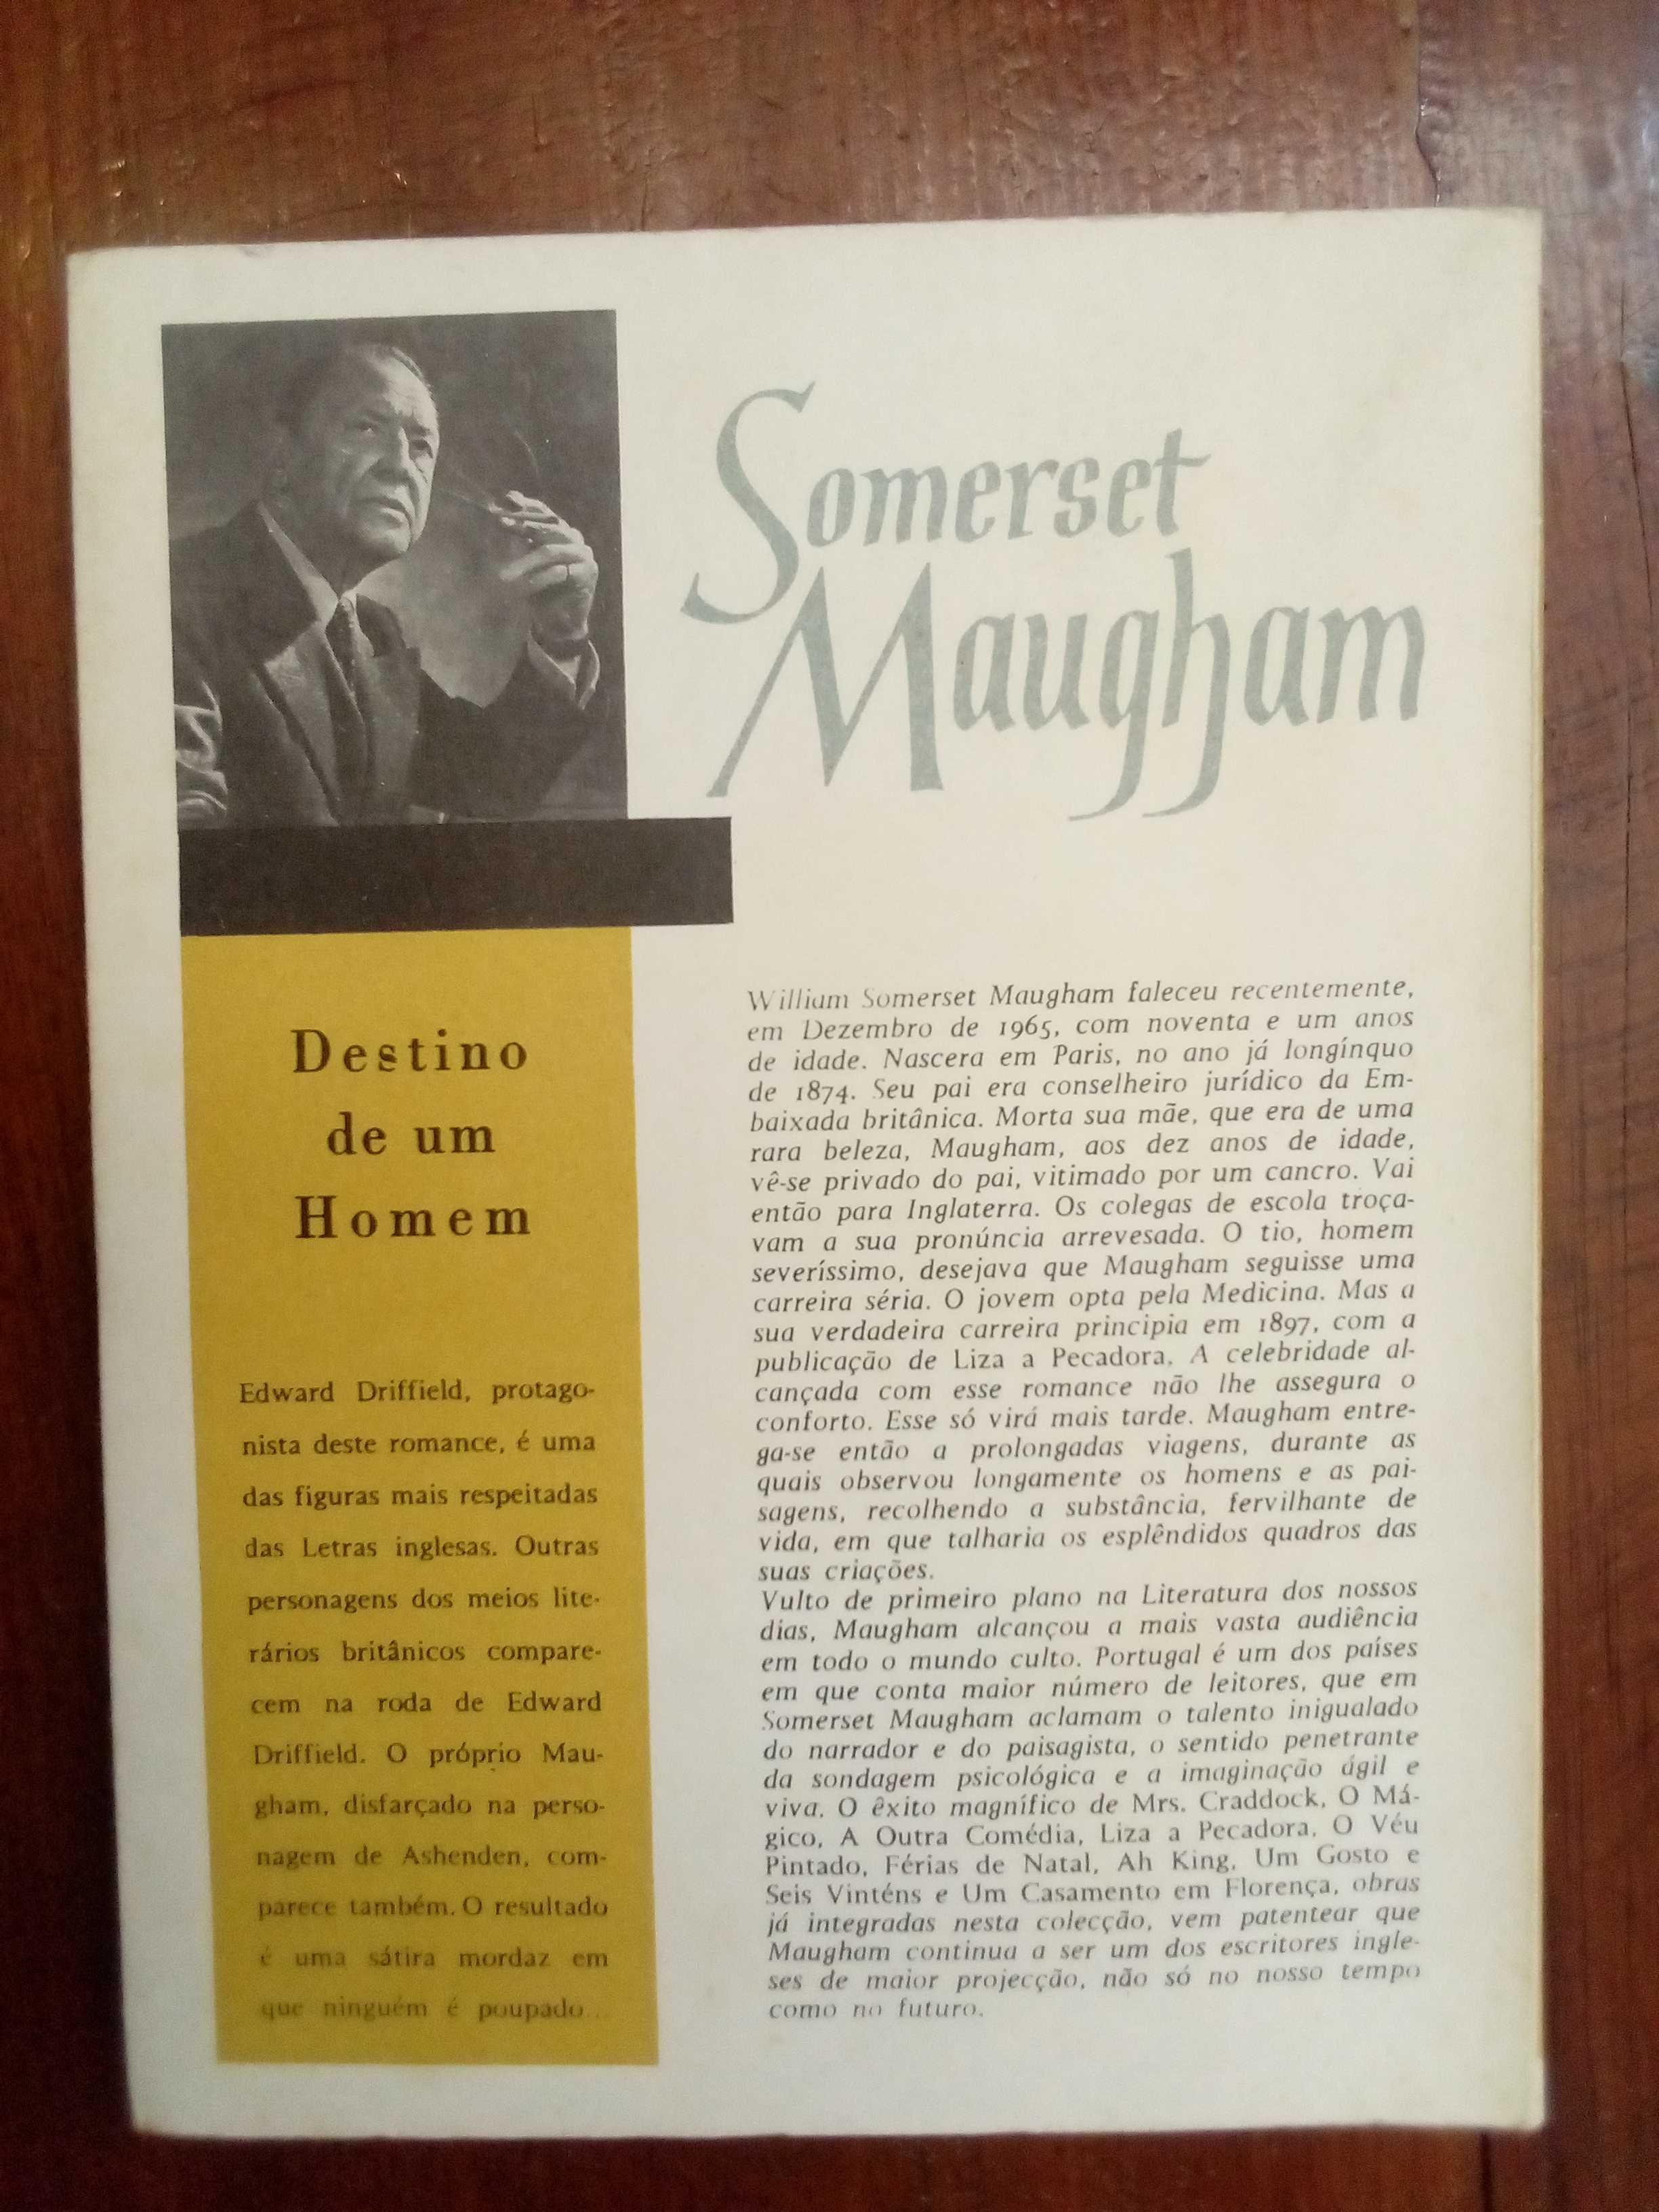 Somerset
Maugham
Destino
de um
Homem
Edward Driffield, protago-
nista deste romance, é uma
das figuras mais respeitadas
das Letras inglesas. Outras
personagens dos meios lite-
rários britânicos compare-
cem na roda de Edward
Driffield. O próprio Mau-
gham, disfarçado na perso-
nagem de Ashenden, com-
parece também. O resultado
é uma sátira mordaz em
que ninguém é poupado...
William Somerset Maugham faleceu recentemente,
em Dezembro de 1965, com noventa e um anos
de idade. Nascera em Paris, no ano já longínquo
de 1874. Seu pai era conselheiro jurídico da Em-
baixada britânica. Morta sua mãe, que era de uma
rara beleza, Maugham, aos dez anos de idade,
vê-se privado do pai, vitimado por um cancro. Vai
então para Inglaterra. Os colegas de escola troça-
vam a sua pronúncia arrevesada. O tio, homem
severíssimo, desejava que Maugham seguisse uma
carreira séria. O jovem opta pela Medicina. Mas a
sua verdadeira carreira principia em 1897, com a
publicação de Liza a Pecadora. A celebridade al-
cançada com esse romance não lhe assegura o
conforto. Esse só virá mais tarde. Maugham entre-
ga-se então a prolongadas viagens, durante as
quais observou longamente os homens e as pai-
sagens, recolhendo a substância, fervilhante de
vida, em que talharia os esplêndidos quadros das
suas criações.
Vulto de primeiro plano na Literatura dos nossos
dias, Maugham alcançou a mais vasta audiência
em todo o mundo culto. Portugal é um dos países
em que conta maior número de leitores, que em
Somerset Maugham aclamam o talento inigualado
do narrador e do paisagista, o sentido penetrante
da sondagem psicológica e a imaginação ágil e
viva. O êxito magnífico de Mrs. Craddock, O Má-
gico, A Outra Comédia, Liza a Pecadora, O Véu
Pintado, Férias de Natal, Ah King, Um Gosto e
Seis Vinténs e Um Casamento em Florença, obras
já integradas nesta colecção, vem patentear que
Maugham continua a ser um dos escritores ingle-
ses de maior projecção, não só no nosso tempo
como no futuro.